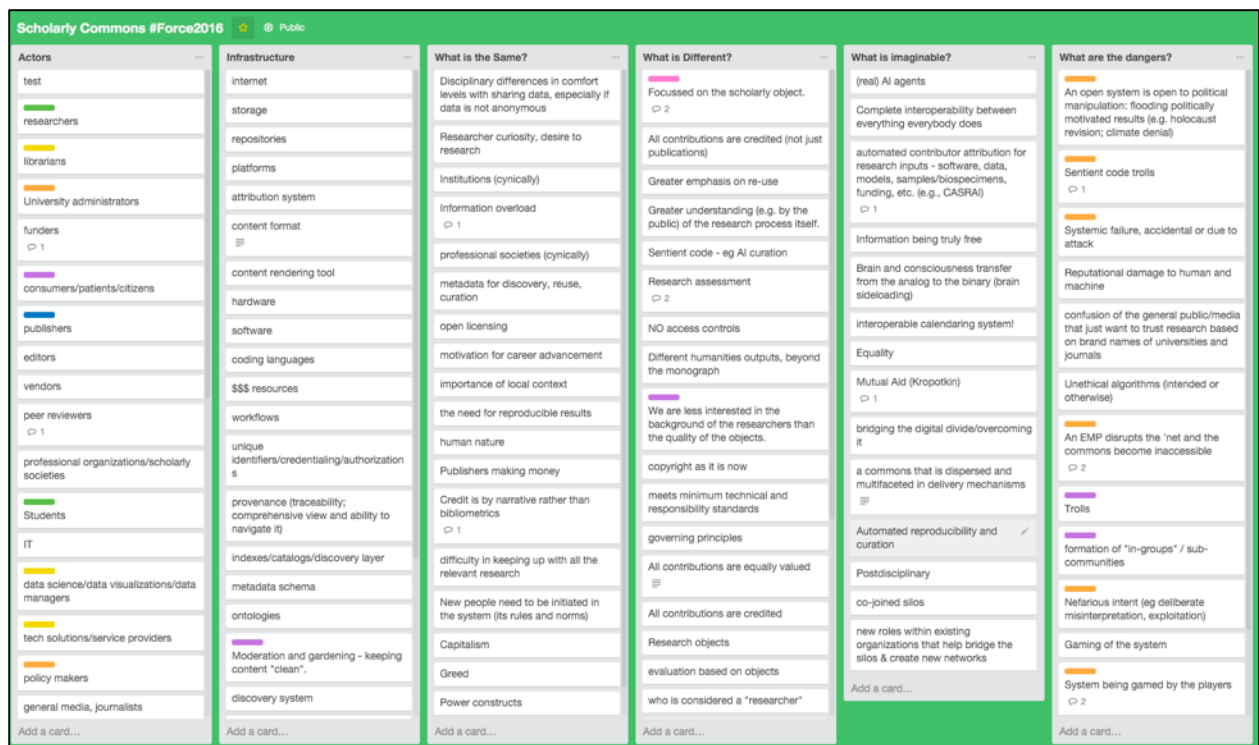 Scholarly Commons #Force2016
Public
Actors
...
test
researchers
librarians
University administrators
funders
1
consumers/patients/citizens
publishers
editors
vendors
peer reviewers
1
professional organizations/scholarly
societies
Students
IT
data science/data visualizations/data
managers
tech solutions/service providers
policy makers
general media, journalists
Add a card...
Infrastructure
...
internet
storage
repositories
platforms
attribution system
content format
content rendering tool
hardware
software
coding languages
$$$ resources
workflows
unique
identifiers/credentialing/authorization
s
provenance (traceability;
comprehensive view and ability to
navigate it)
indexes/catalogs/discovery layer
metadata schema
ontologies
Moderation and gardening - keeping
content "clean".
discovery system
Add a card...
What is the Same?
...
Disciplinary differences in comfort
levels with sharing data, especially if
data is not anonymous
Researcher curiosity, desire to
research
Institutions (cynically)
Information overload
1
professional societies (cynically)
metadata for discovery, reuse,
curation
open licensing
motivation for career advancement
importance of local context
the need for reproducible results
human nature
Publishers making money
Credit is by narrative rather than
bibliometrics
1
difficulty in keeping up with all the
relevant research
New people need to be initiated in
the system (its rules and norms)
Capitalism
Greed
Power constructs
Add a card...
What is Different?
...
Focussed on the scholarly object.
2
All contributions are credited (not just
publications)
Greater emphasis on re-use
Greater understanding (e.g. by the
public) of the research process itself.
Sentient code - eg AI curation
Research assessment
2
NO access controls
Different humanities outputs, beyond
the monograph
We are less interested in the
background of the researchers than
the quality of the objects.
copyright as it is now
meets minimum technical and
responsibility standards
governing principles
All contributions are equally valued
All contributions are credited
Research objects
evaluation based on objects
who is considered a "researcher"
Add a card...
What is imaginable?
...
(real) AI agents
Complete interoperability between
everything everybody does
automated contributor attribution for
research inputs - software, data,
models, samples/biospecimens,
funding, etc. (e.g., CASRAI)
1
Information being truly free
Brain and consciousness transfer
from the analog to the binary (brain
sideloading)
interoperable calendaring system!
Equality
Mutual Aid (Kropotkin)
1
bridging the digital divide/overcoming
it
a commons that is dispersed and
multifaceted in delivery mechanisms
Automated reproducibility and
curation
Postdisciplinary
co-joined silos
new roles within existing
organizations that help bridge the
silos & create new networks
Add a card...
What are the dangers?
...
An open system is open to political
manipulation: flooding politically
motivated results (e.g. holocaust
revision; climate denial)
Sentient code trolls
1
Systemic failure, accidental or due to
attack
Reputational damage to human and
machine
confusion of the general public/media
that just want to trust research based
on brand names of universities and
journals
Unethical algorithms (intended or
otherwise)
An EMP disrupts the 'net and the
commons become inaccessible
2
Trolls
formation of "in-groups" / sub-
communities
Nefarious intent (eg deliberate
misinterpretation, exploitation)
Gaming of the system
System being gamed by the players
2
Add a card...